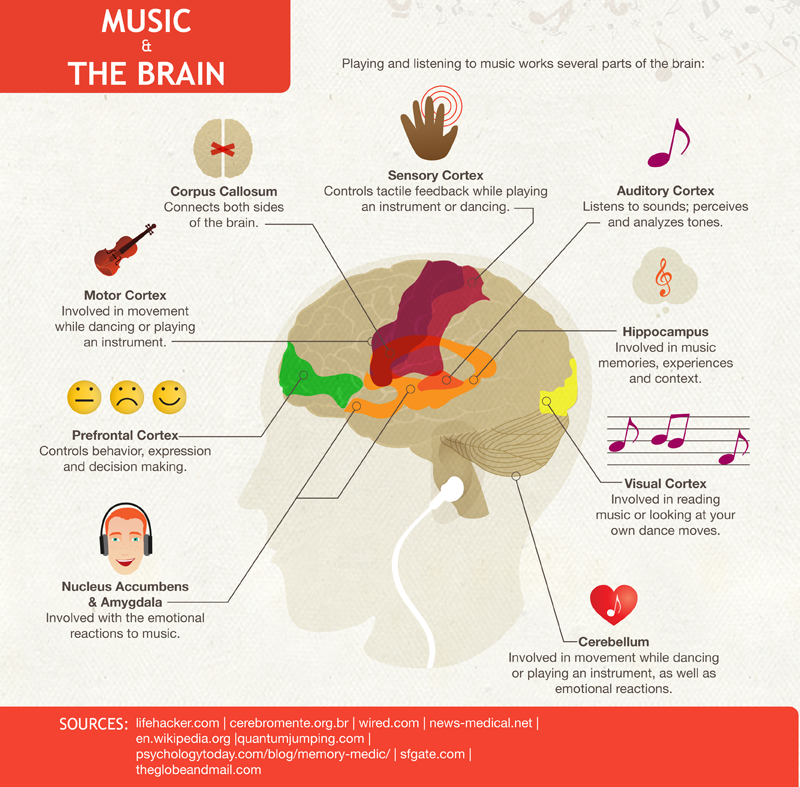 MUSIC
&
THE BRAIN
Playing and listening to music works several parts of the brain:
Corpus Callosum
Connects both sides
of the brain.
Sensory Cortex
Controls tactile feedback while playing
an instrument or dancing.
Auditory Cortex
Listens to sounds; perceives
and analyzes tones.
Motor Cortex
Involved in movement
while dancing or playing
an instrument.
Hippocampus
Involved in music
memories, experiences
and context.
Prefrontal Cortex
Controls behavior, expression
and decision making.
Visual Cortex
Involved in reading
music or looking at your
own dance moves.
Nucleus Accumbens
& Amygdala
Involved with the emotional
reactions to music.
Cerebellum
Involved in movement while dancing
or playing an instrument, as well as
emotional reactions.
SOURCES: lifehacker.com | cerebromente.org.br | wired.com | news-medical.net |
en.wikipedia.org |quantumjumping.com |
psychologytoday.com/blog/memory-medic/ | sfgate.com |
theglobeandmail.com